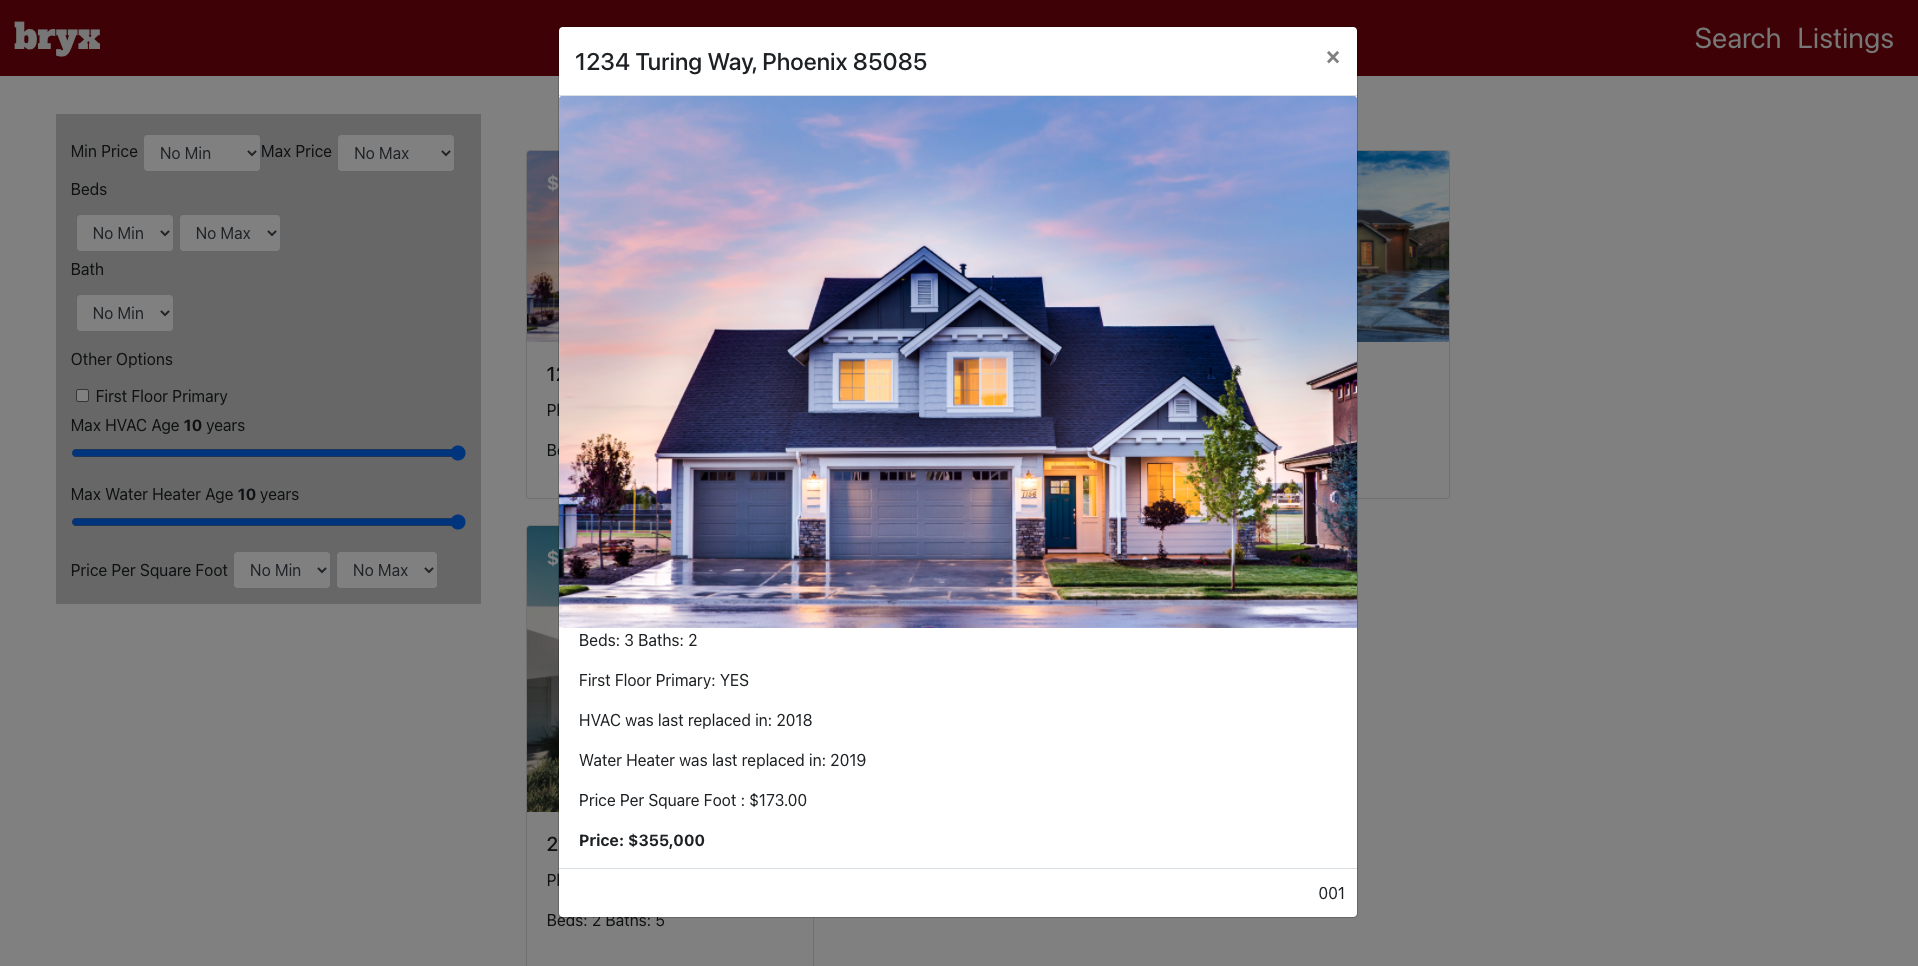 bryx
Search Listings
1234 Turing Way, Phoenix 85085
×
Min Price No Min Max Price No Max
Beds
No Min No Max
Bath
No Min
Other Options
First Floor Primary
Max HVAC Age 10 years
Max Water Heater Age 10 years
Price Per Square Foot No Min No Max
$
$
Beds: 3 Baths: 2
First Floor Primary: YES
HVAC was last replaced in: 2018
Water Heater was last replaced in: 2019
Price Per Square Foot : $173.00
Price: $355,000
001
Beds: 2 Baths: 5